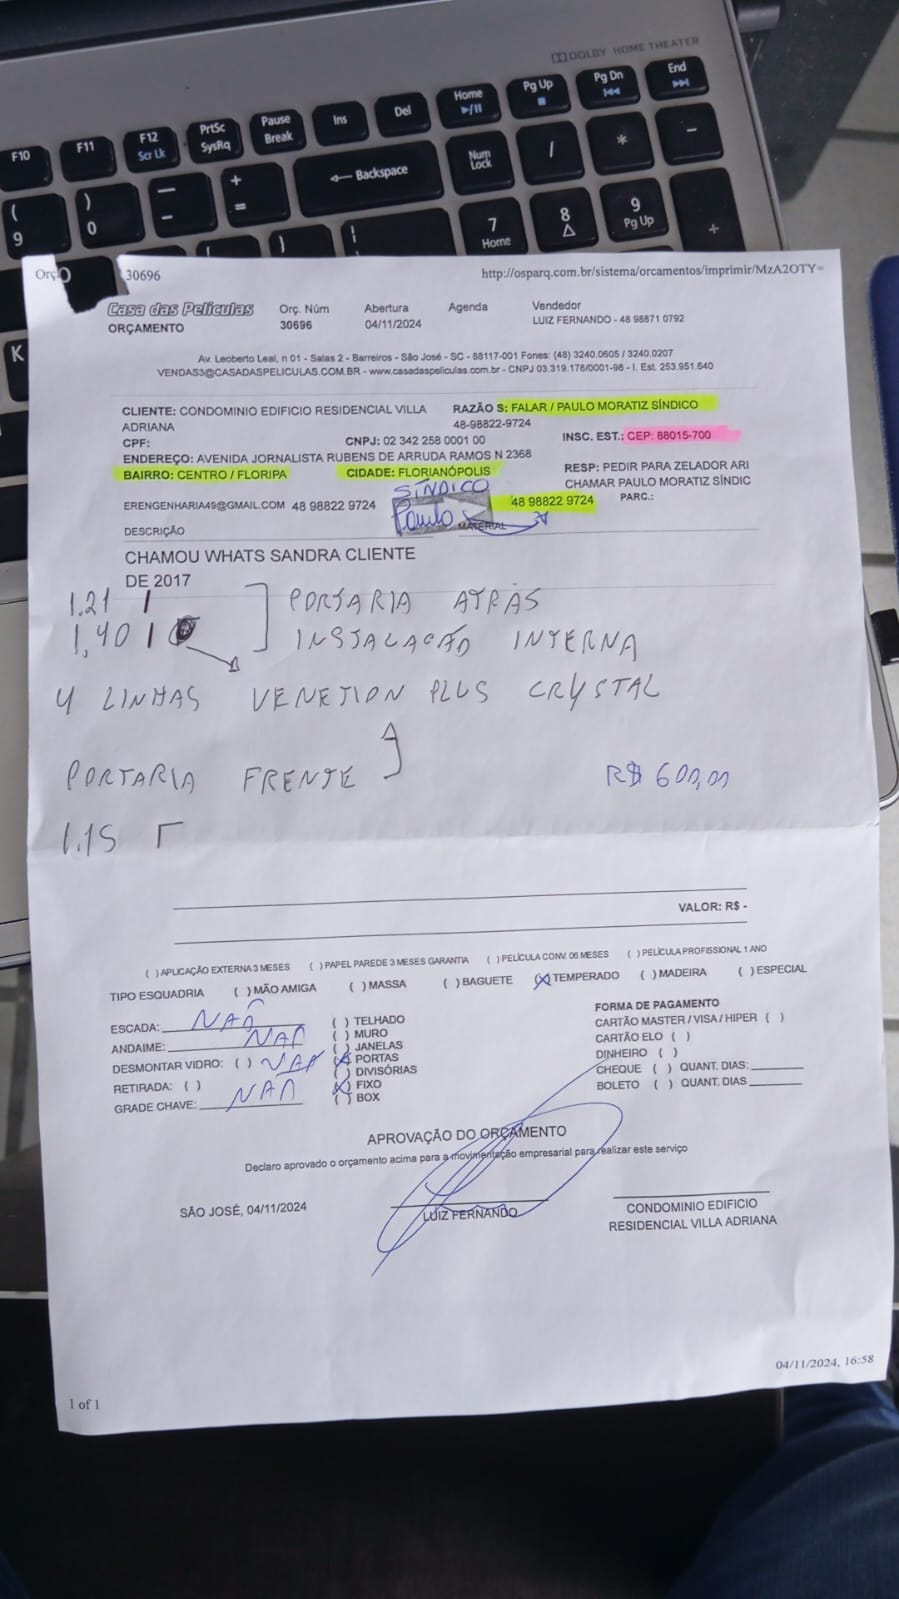 DOLBY HOME THEATER
F10 F11 F12 Scr Lk PrtSc SysRq Pause Break Ins Del Home Pg Up Pg Dn End
( 9 ) 0 — - + = Backspace Num Lock / * -
7 Home 8 9 Pg Up +
K
Orç 30696 http://osparq.com.br/sistema/orcamentos/imprimir/MzA2OTY=
Casa das Películas
ORÇAMENTO
Orç. Núm
30696
Abertura
04/11/2024
Agenda
Vendedor
LUIZ FERNANDO - 48 98871 0792
Av. Leoberto Leal, n 01 - Salas 2 - Barreiros - São José - SC - 88117-001 Fones: (48) 3240.0605 / 3240.0207
VENDAS3@CASADASPELICULAS.COM.BR - www.casadaspeliculas.com.br - CNPJ 03.319.176/0001-98 - I. Est. 253.951.640
CLIENTE: CONDOMINIO EDIFICIO RESIDENCIAL VILLA
ADRIANA
RAZÃO S: FALAR / PAULO MORATIZ SÍNDICO
48-98822-9724
CPF:
CNPJ: 02 342 258 0001 00
INSC. EST.: CEP: 88015-700
ENDEREÇO: AVENIDA JORNALISTA RUBENS DE ARRUDA RAMOS N 2368
BAIRRO: CENTRO / FLORIPA
CIDADE: FLORIANÓPOLIS
RESP: PEDIR PARA ZELADOR ARI
CHAMAR PAULO MORATIZ SÍNDIC
SÍNDICO
ERENGENHARIA49@GMAIL.COM 48 98822 9724
Paulo
48 98822 9724
PARC.:
DESCRIÇÃO
MATERIAL
CHAMOU WHATS SANDRA CLIENTE
DE 2017
1.21 1 PORTARIA ATRÁS
1,40 1 INSTALAÇÃO INTERNA
4 LINHAS VENETION PLUS CRYSTAL
PORTARIA FRENTE
R$ 600,00
1.15
VALOR: R$ -
( ) APLICAÇÃO EXTERNA 3 MESES ( ) PAPEL PAREDE 3 MESES GARANTIA ( ) PELÍCULA CONV. 06 MESES ( ) PELÍCULA PROFISSIONAL 1 ANO
TIPO ESQUADRIA ( ) MÃO AMIGA ( ) MASSA ( ) BAGUETE (X) TEMPERADO ( ) MADEIRA ( ) ESPECIAL
ESCADA: NAÕ
ANDAIME: NAÕ
DESMONTAR VIDRO: ( ) NAÕ
RETIRADA: ( )
GRADE CHAVE: NAÕ
( ) TELHADO
( ) MURO
( ) JANELAS
(X) PORTAS
( ) DIVISÓRIAS
(X) FIXO
( ) BOX
FORMA DE PAGAMENTO
CARTÃO MASTER / VISA / HIPER ( )
CARTÃO ELO ( )
DINHEIRO ( )
CHEQUE ( ) QUANT. DIAS:
BOLETO ( ) QUANT. DIAS
APROVAÇÃO DO ORÇAMENTO
Declaro aprovado o orçamento acima para a movimentação empresarial para realizar este serviço
SÃO JOSÉ, 04/11/2024
LUIZ FERNANDO
CONDOMINIO EDIFICIO
RESIDENCIAL VILLA ADRIANA
04/11/2024, 16:58
1 of 1